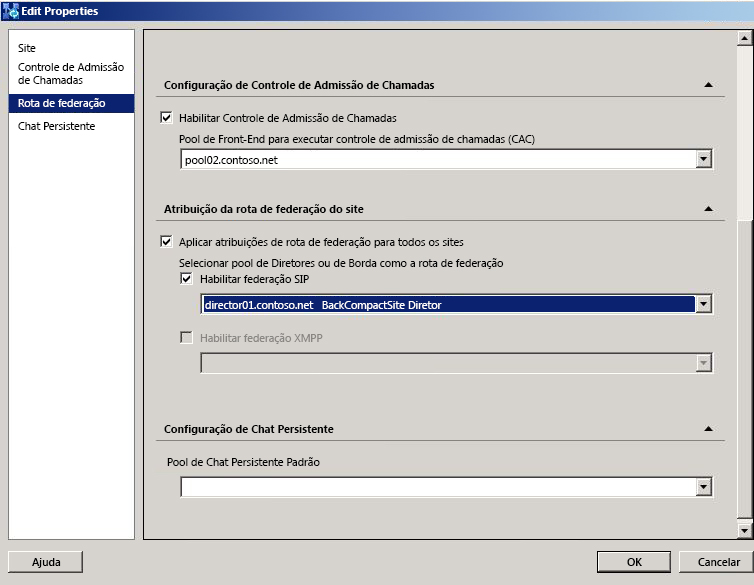 Edit Properties
Site
Controle de Admissão
de Chamadas
Rota de federação
Chat Persistente
Configuração de Controle de Admissão de Chamadas
Habilitar Controle de Admissão de Chamadas
Pool de Front-End para executar controle de admissão de chamadas (CAC)
pool02.contoso.net
Atribuição da rota de federação do site
Aplicar atribuições de rota de federação para todos os sites
Selecionar pool de Diretores ou de Borda como a rota de federação
Habilitar federação SIP
director01.contoso.net BackCompactSite Diretor
Habilitar federação XMPP
Configuração de Chat Persistente
Pool de Chat Persistente Padrão
Ajuda
OK
Cancelar